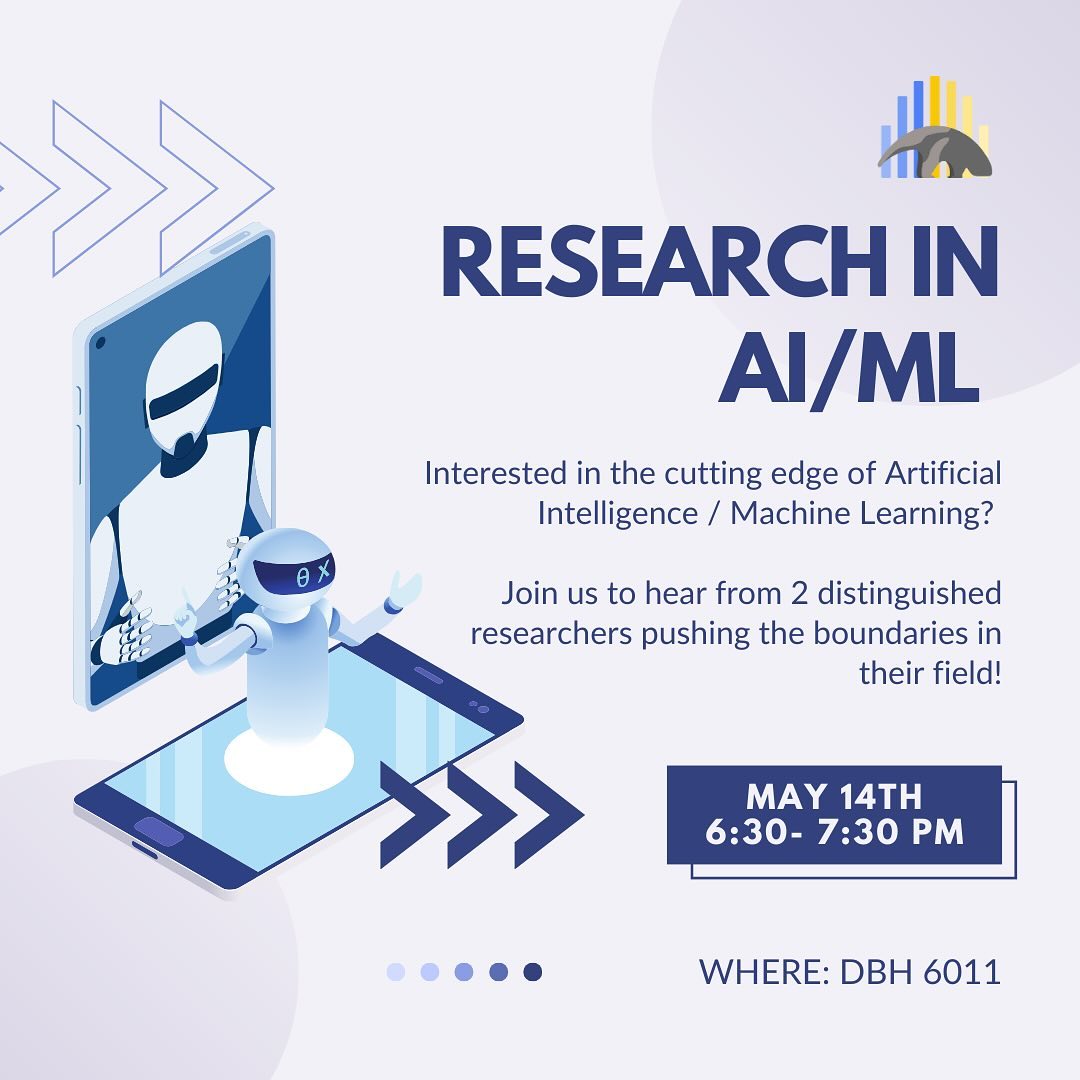 RESEARCH IN
AI/ML
Interested in the cutting edge of Artificial
Intelligence / Machine Learning?
Join us to hear from 2 distinguished
researchers pushing the boundaries in
their field!
MAY 14TH
6:30- 7:30 PM
WHERE: DBH 6011